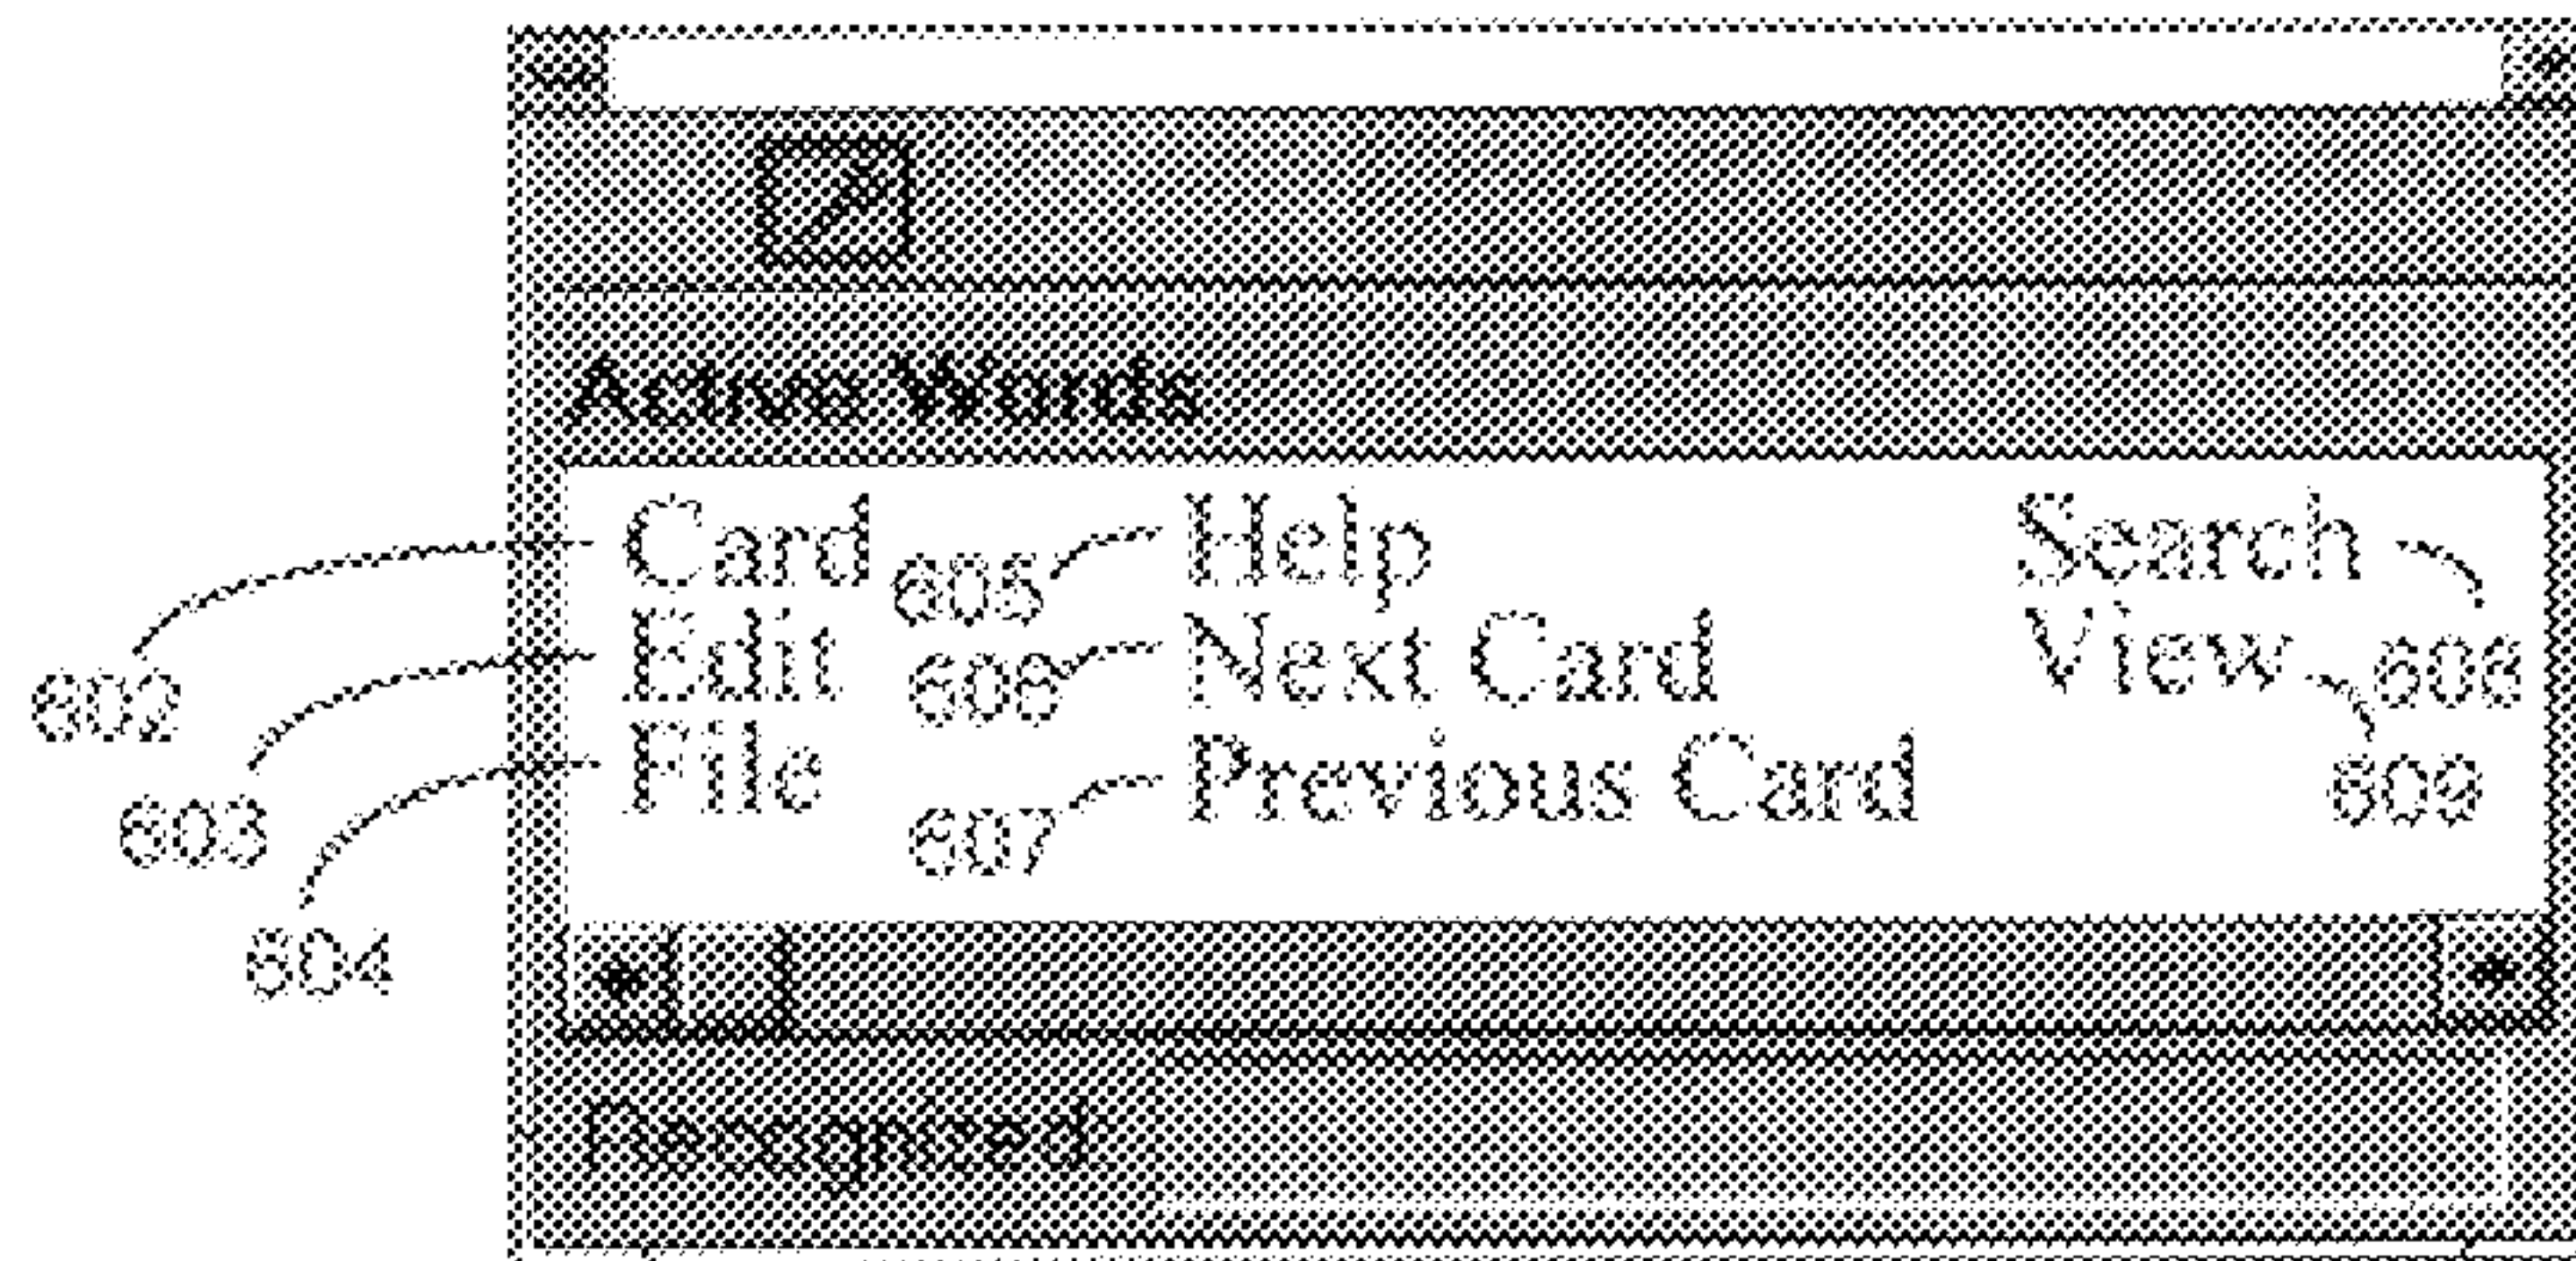 Active Words
Card 605 Help Search
602 Edit 606 Next Card View 608
603 File 607 Previous Card 609
604
Recognized